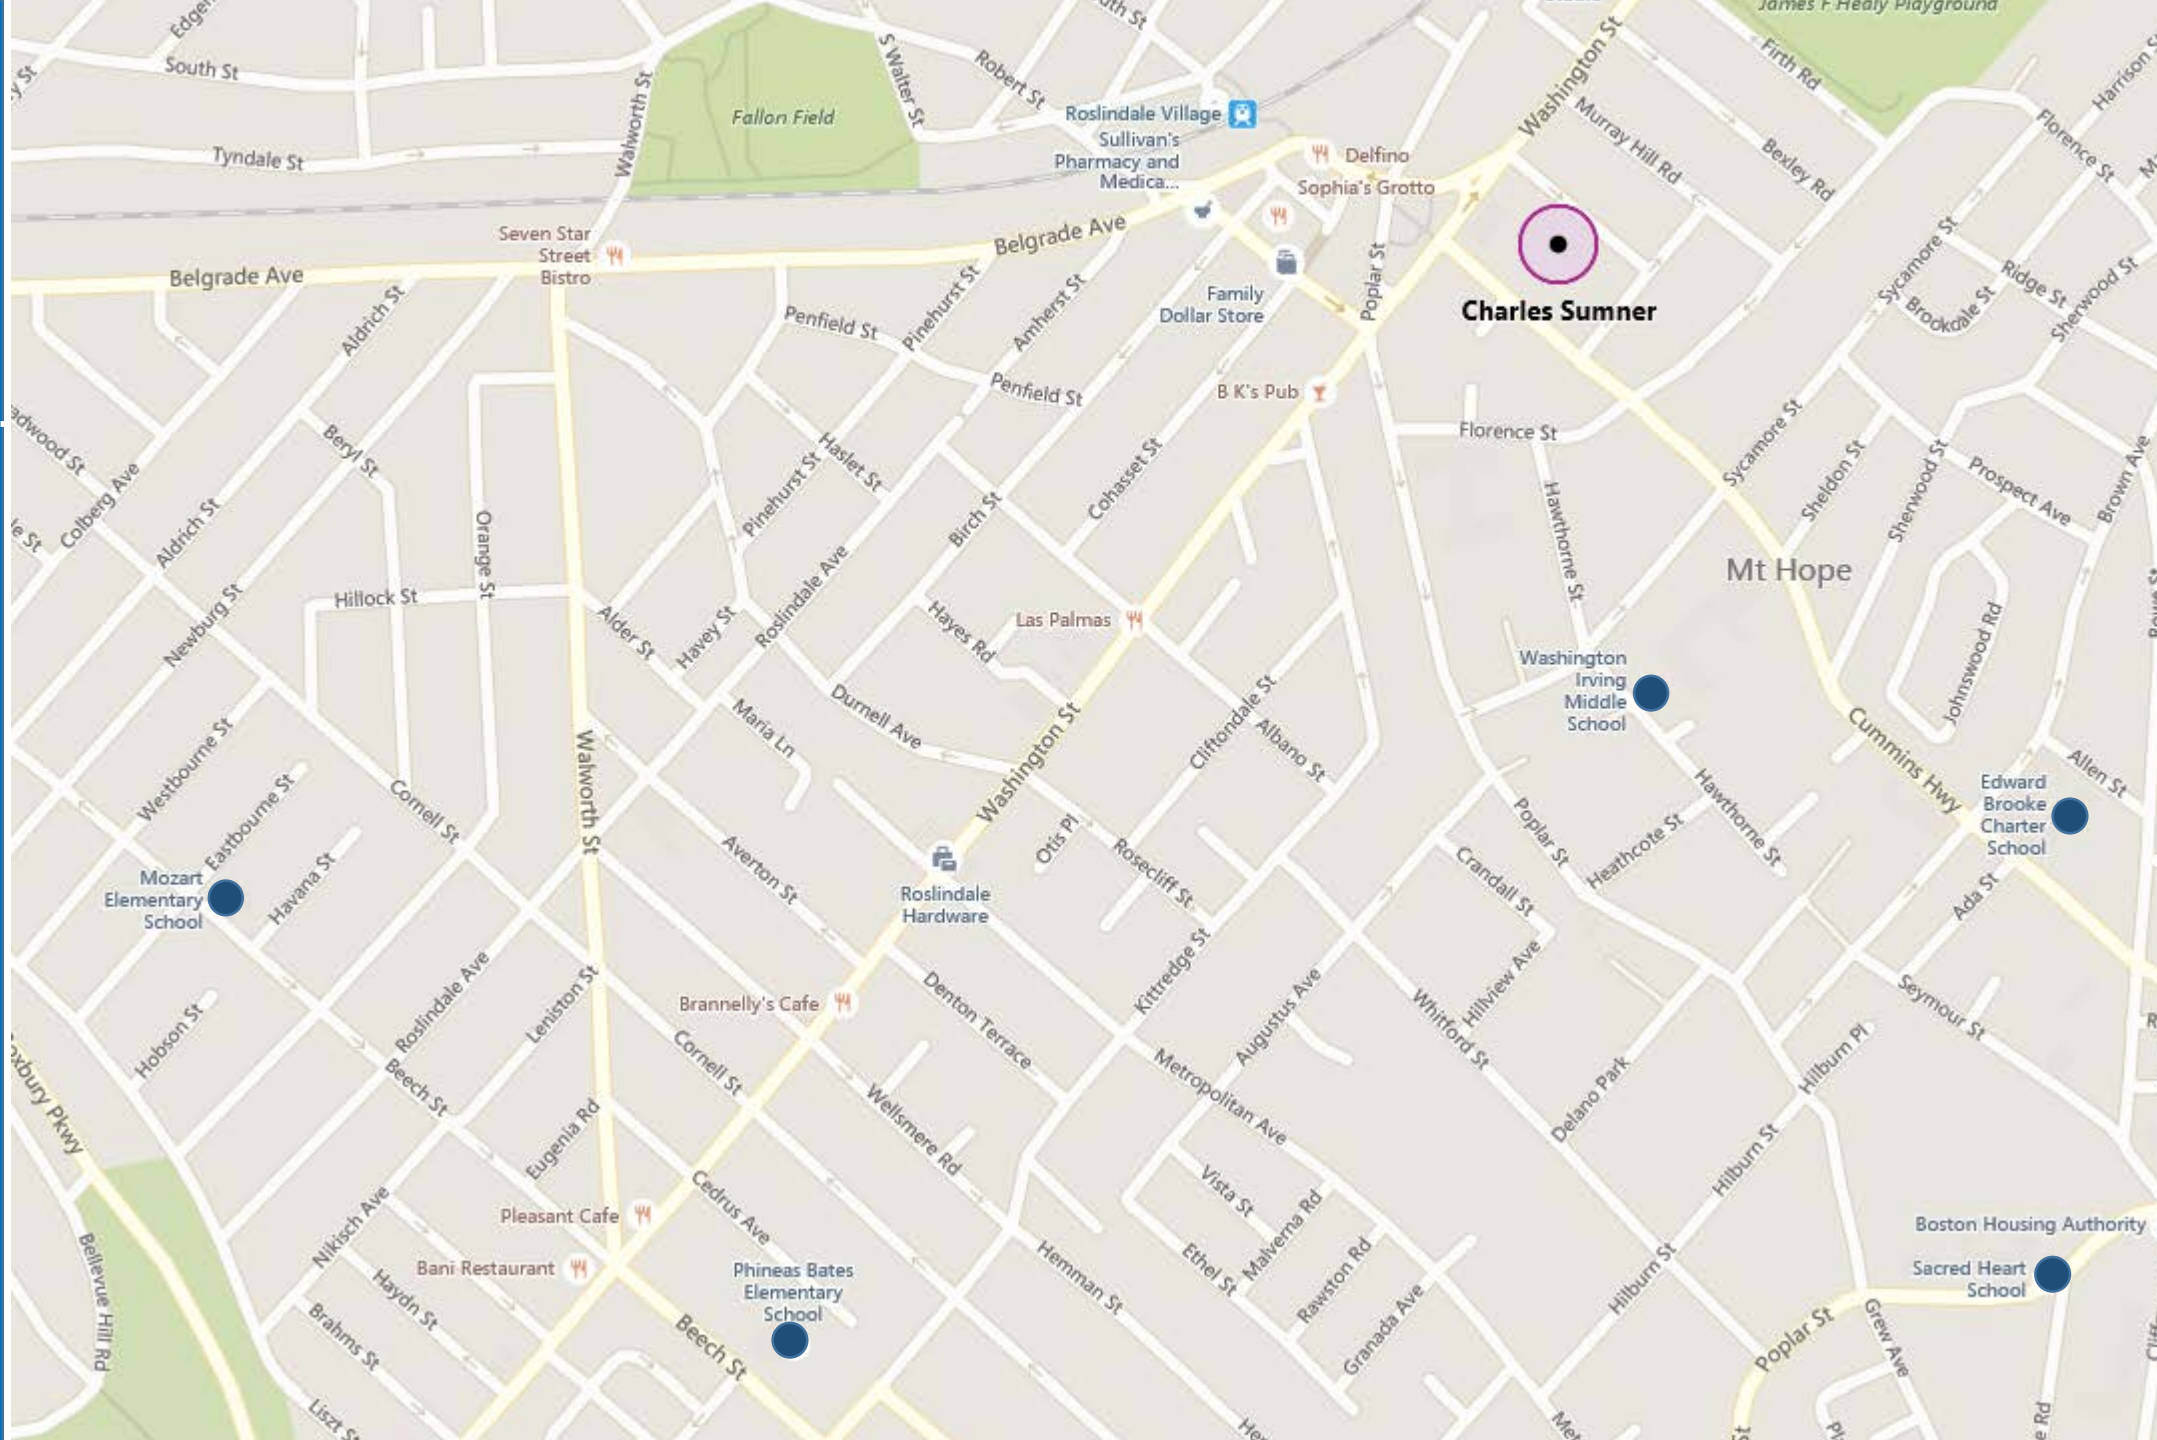 James F Healy Playground
South St
Walworth St
Fallon Field
S Walter St
Robert St
Washington St
Firth Rd
Florence St
Tyndale St
Roslindale Village
Sullivan's
Pharmacy and
Medica...
Delfino
Sophia's Grotto
Murray Hill Rd
Bexley Rd
Seven Star
Street
Bistro
Belgrade Ave
Belgrade Ave
Poplar St
Charles Sumner
Sycamore St
Ridge St
Sherwood St
Brookdale St
Aldrich St
Penfield St
Pinehurst St
Amherst St
Family
Dollar Store
Penfield St
B K's Pub
Florence St
Beryl St
Haslet St
Cohasset St
Sycamore St
Sheldon St
Sherwood St
Prospect Ave
Brown Ave
Colberg Ave
Aldrich St
Orange St
Pinehurst St
Birch St
Hawthorne St
Mt Hope
Hillock St
Newburg St
Alder St
Havey St
Roslindale Ave
Hayes Rd
Las Palmas
Johnswood Rd
Washington
Irving
Middle
School
Maria Ln
Durnell Ave
Washington St
Cliftondale St
Albano St
Cummins Hwy
Westbourne St
Walworth St
Cornell St
Eastbourne St
Hawthorne St
Allen St
Edward
Brooke
Charter
School
Poplar St
Heathcote St
Otis Pl
Rosecliff St
Averton St
Crandall St
Mozart
Elementary
School
Havana St
Roslindale
Hardware
Ada St
Kittredge St
Hillview Ave
Roslindale Ave
Leniston St
Brannelly's Cafe
Denton Terrace
Augustus Ave
Whitford St
Seymour St
Hobson St
Beech St
Cornell St
Wellsmere Rd
Metropolitan Ave
Delano Park
Hilburn Pl
Eugenia Rd
Hilburn St
Cedrus Ave
Vista St
Malverna Rd
Pleasant Cafe
Boston Housing Authority
Nikisch Ave
Bellevue Hill Rd
Bani Restaurant
Phineas Bates
Elementary
School
Hemman St
Ethel St
Rawston Rd
Hilburn St
Sacred Heart
School
Haydn St
Brahms St
Beech St
Granada Ave
Poplar St
Grew Ave
Liszt St